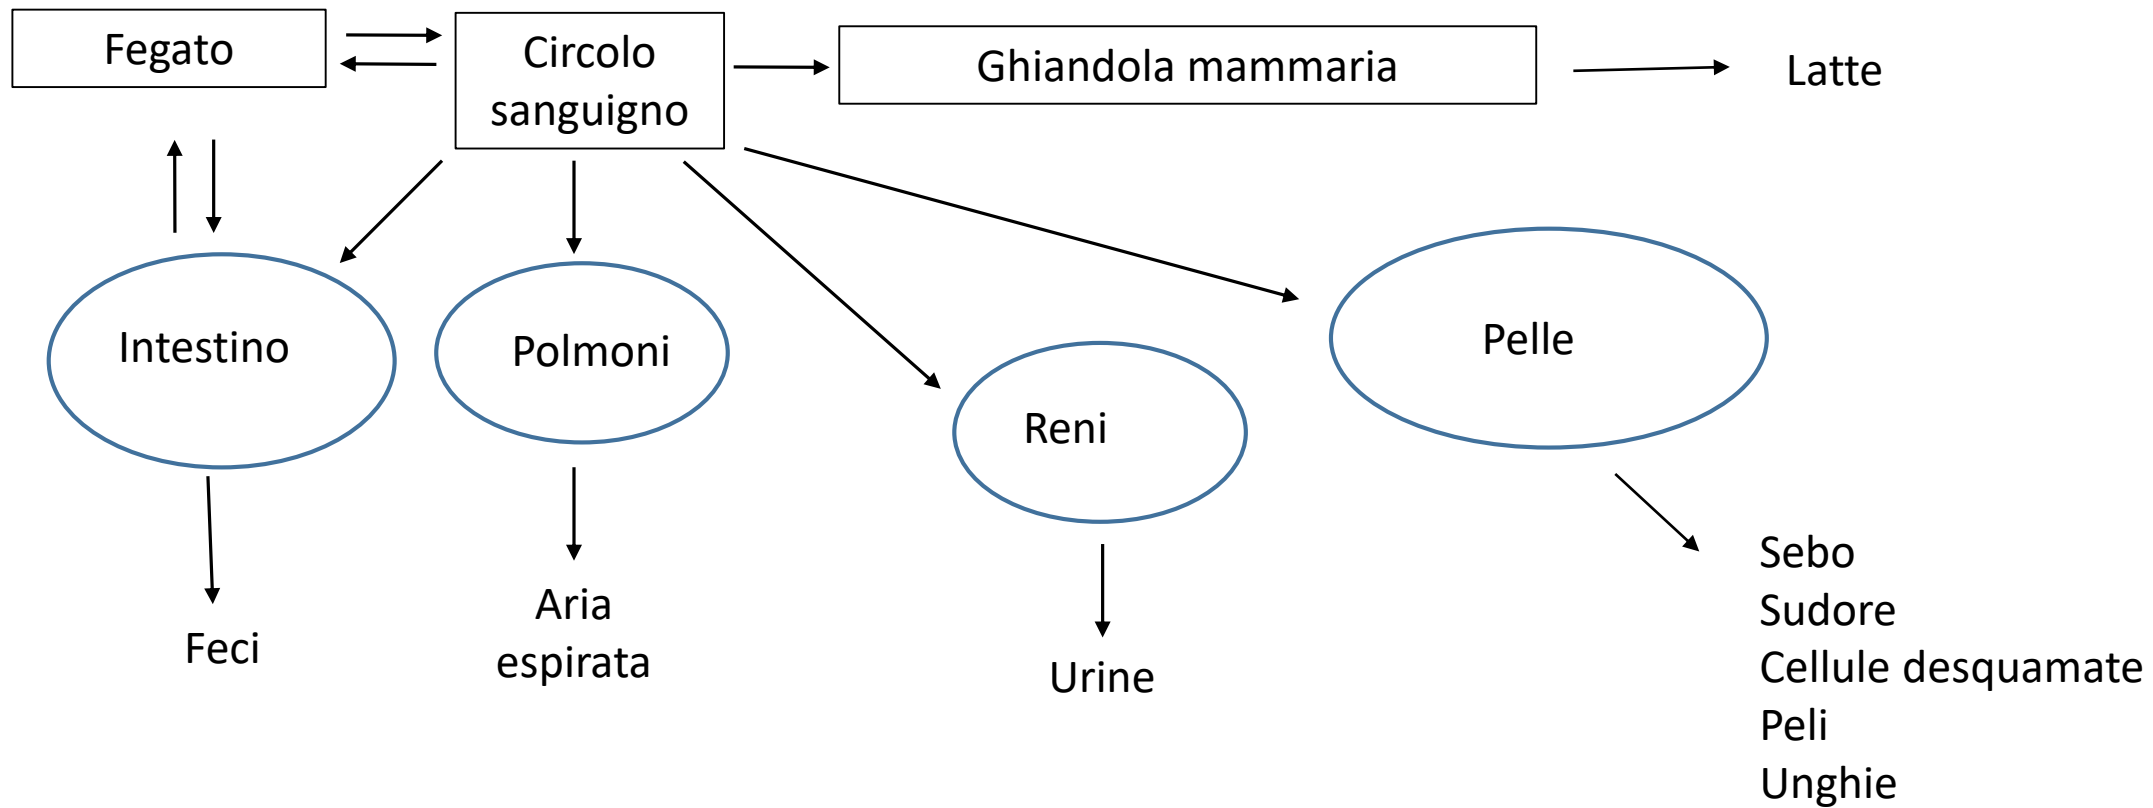 Fegato
Circolo
sanguigno
Ghiandola mammaria
Latte
Intestino
Polmoni
Reni
Pelle
Feci
Aria
espirata
Urine
Sebo
Sudore
Cellule desquamate
Peli
Unghie